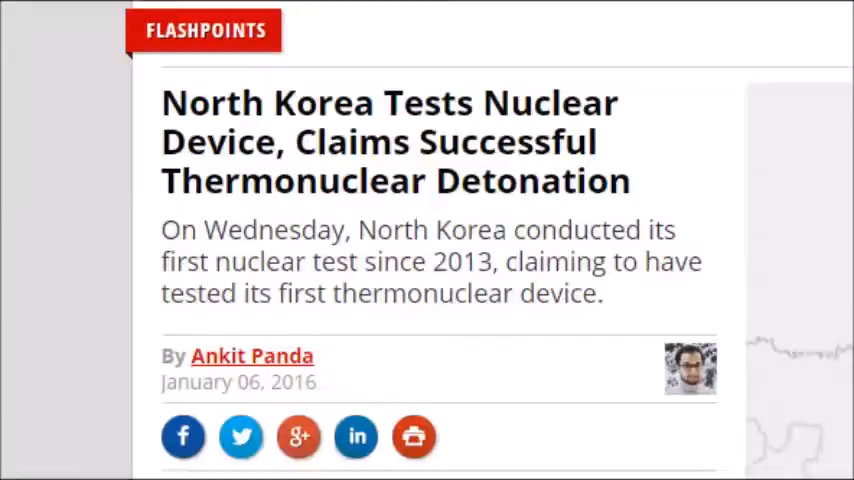 FLASHPOINTS
North Korea Tests Nuclear
Device, Claims Successful
Thermonuclear Detonation
On Wednesday, North Korea conducted its
first nuclear test since 2013, claiming to have
tested its first thermonuclear device.
By Ankit Panda
January 06, 2016
f
g+
in